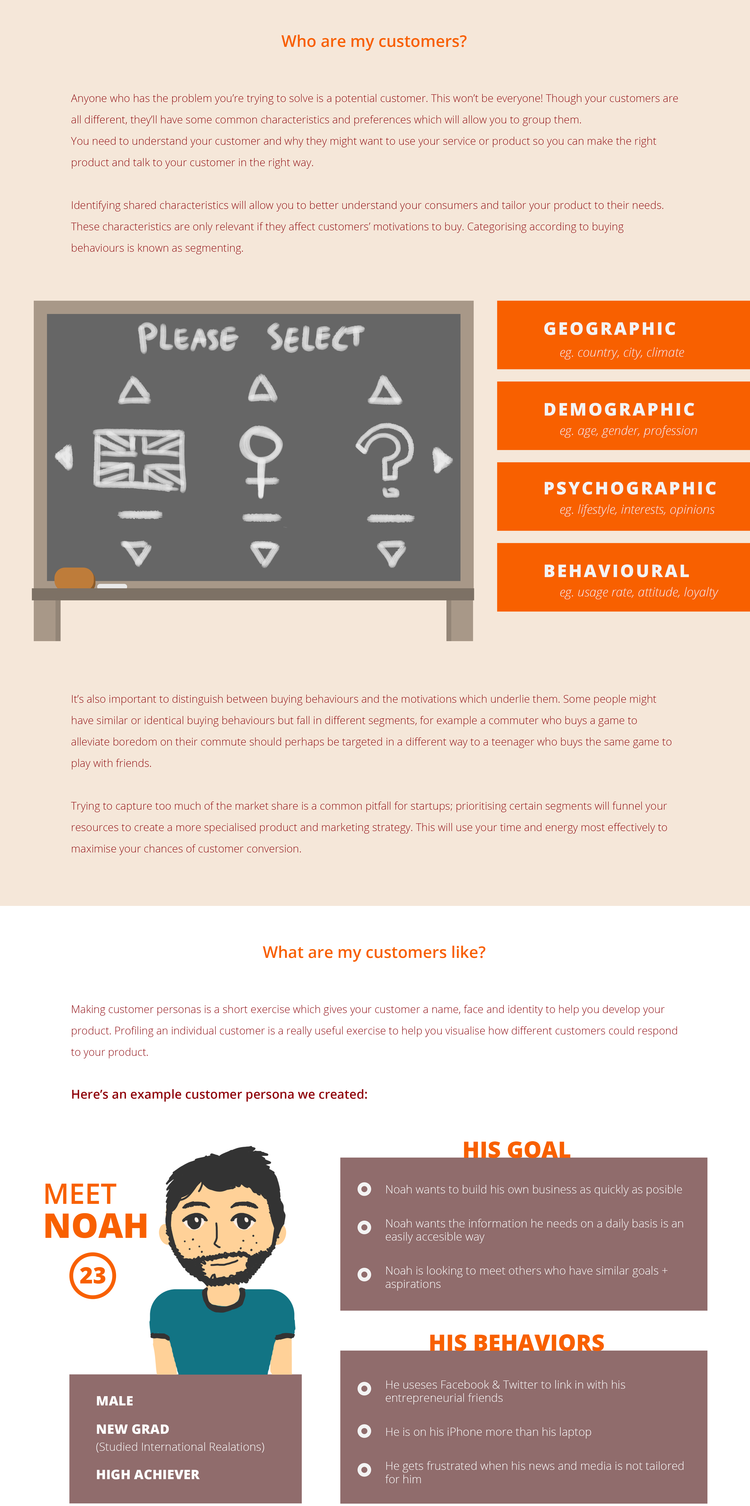 Who are my customers?
Anyone who has the problem you’re trying to solve is a potential customer. This won’t be everyone! Though your customers are
all different, they’ll have some common characteristics and preferences which will allow you to group them.
You need to understand your customer and why they might want to use your service or product so you can make the right
product and talk to your customer in the right way.
Identifying shared characteristics will allow you to better understand your consumers and tailor your product to their needs.
These characteristics are only relevant if they affect customers’ motivations to buy. Categorising according to buying
behaviours is known as segmenting.
PLEASE SELECT
GEOGRAPHIC
eg. country, city, climate
DEMOGRAPHIC
eg. age, gender, profession
PSYCHOGRAPHIC
eg. lifestyle, interests, opinions
BEHAVIOURAL
eg. usage rate, attitude, loyalty
It’s also important to distinguish between buying behaviours and the motivations which underlie them. Some people might
have similar or identical buying behaviours but fall in different segments, for example a commuter who buys a game to
alleviate boredom on their commute should perhaps be targeted in a different way to a teenager who buys the same game to
play with friends.
Trying to capture too much of the market share is a common pitfall for startups; prioritising certain segments will funnel your
resources to create a more specialised product and marketing strategy. This will use your time and energy most effectively to
maximise your chances of customer conversion.
What are my customers like?
Making customer personas is a short exercise which gives your customer a name, face and identity to help you develop your
product. Profiling an individual customer is a really useful exercise to help you visualise how different customers could respond
to your product.
Here’s an example customer persona we created:
MEET
NOAH
23
MALE
NEW GRAD
(Studied International Realations)
HIGH ACHIEVER
HIS GOAL
Noah wants to build his own business as quickly as posible
Noah wants the information he needs on a daily basis is an
easily accesible way
Noah is looking to meet others who have similar goals +
aspirations
HIS BEHAVIORS
He useses Facebook & Twitter to link in with his
entrepreneurial friends
He is on his iPhone more than his laptop
He gets frustrated when his news and media is not tailored
for him